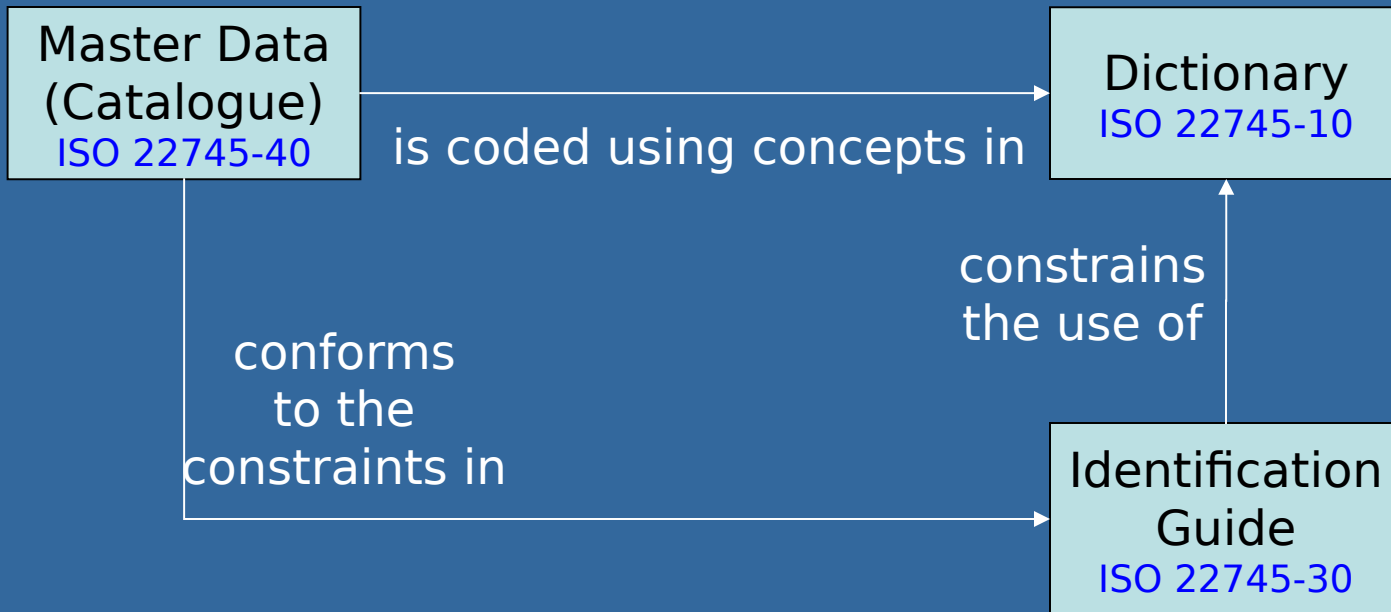 Master Data
(Catalogue)
ISO 22745-40
is coded using concepts in
Dictionary
ISO 22745-10
constrains
the use of
conforms
to the
constraints in
Identification
Guide
ISO 22745-30